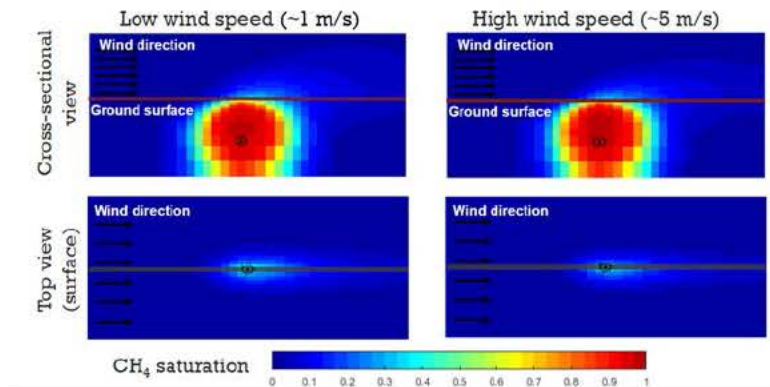 Low wind speed (~1 m/s)
High wind speed (~5 m/s)
Cross-sectional
view
Wind direction
Ground surface
Wind direction
Ground surface
Top view
(surface)
Wind direction
Wind direction
CH₄ saturation
0 0.1 0.2 0.3 0.4 0.5 0.6 0.7 0.8 0.9 1